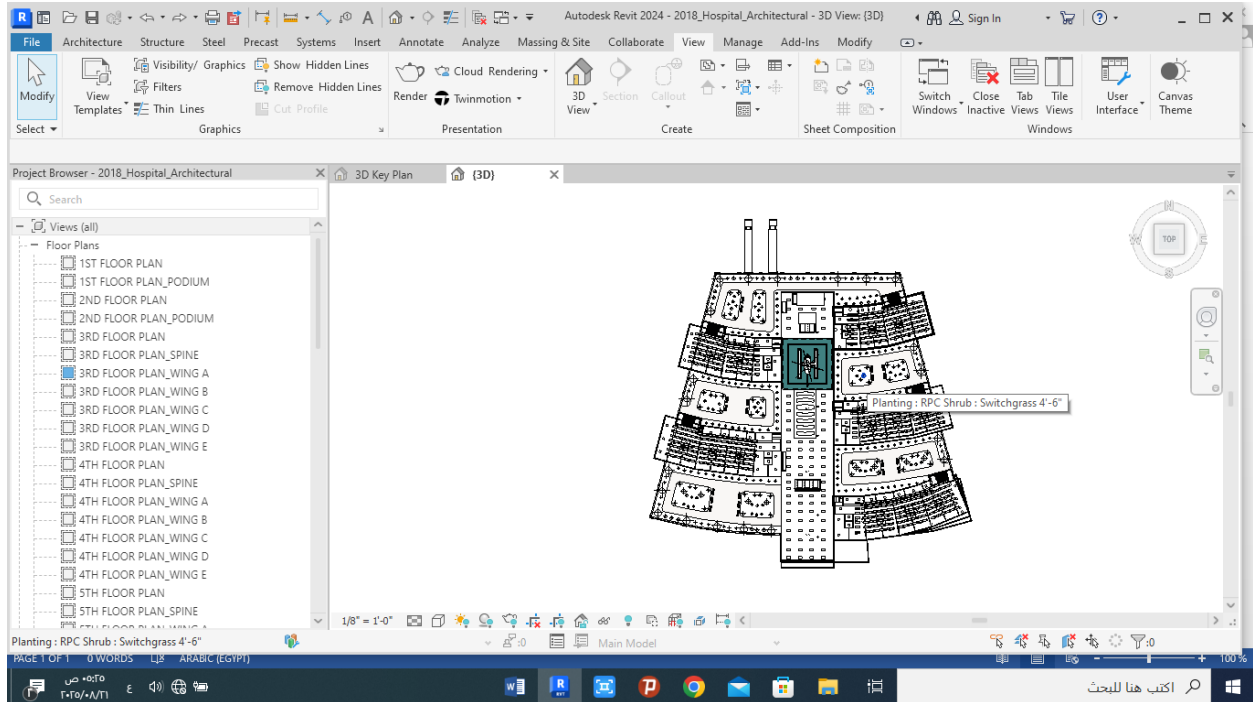 Autodesk Revit 2024 - 2018_Hospital_Architectural - 3D View: {3D} Sign In
File Architecture Structure Steel Precast Systems Insert Annotate Analyze Massing & Site Collaborate View Manage Add-Ins Modify
Modify
Select
View Templates
Visibility/ Graphics
Filters
Thin Lines
Show Hidden Lines
Remove Hidden Lines
Cut Profile
Graphics
Render
Cloud Rendering
Twinmotion
Presentation
3D View
Section
Callout
Create
Sheet Composition
Switch Windows
Close Inactive
Tab Views
Tile Views
User Interface
Canvas Theme
Windows
Project Browser - 2018_Hospital_Architectural
3D Key Plan
{3D}
Search
Views (all)
Floor Plans
1ST FLOOR PLAN
1ST FLOOR PLAN_PODIUM
2ND FLOOR PLAN
2ND FLOOR PLAN_PODIUM
3RD FLOOR PLAN
3RD FLOOR PLAN_SPINE
3RD FLOOR PLAN_WING A
3RD FLOOR PLAN_WING B
3RD FLOOR PLAN_WING C
3RD FLOOR PLAN_WING D
3RD FLOOR PLAN_WING E
4TH FLOOR PLAN
4TH FLOOR PLAN_SPINE
4TH FLOOR PLAN_WING A
4TH FLOOR PLAN_WING B
4TH FLOOR PLAN_WING C
4TH FLOOR PLAN_WING D
4TH FLOOR PLAN_WING E
5TH FLOOR PLAN
5TH FLOOR PLAN_SPINE
TOP
Planting : RPC Shrub : Switchgrass 4'-6"
1/8" = 1'-0"
Planting : RPC Shrub : Switchgrass 4'-6"
:0
Main Model
:0
PAGE 1 OF 1 0 WORDS ARABIC (EGYPT)
100 %
٠٥:٢٥ ص
٢٠٢٥/٠٨/٢٦
ع
اكتب هنا للبحث